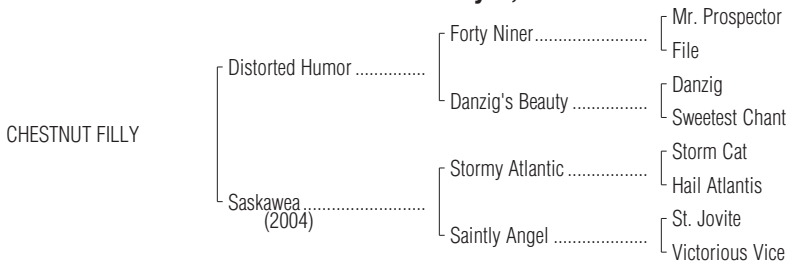 Mr. Prospector
Forty Niner
File
Distorted Humor
Danzig
Danzig's Beauty
Sweetest Chant
CHESTNUT FILLY
Storm Cat
Stormy Atlantic
Hail Atlantis
Saskawea
(2004)
St. Jovite
Saintly Angel
Victorious Vice